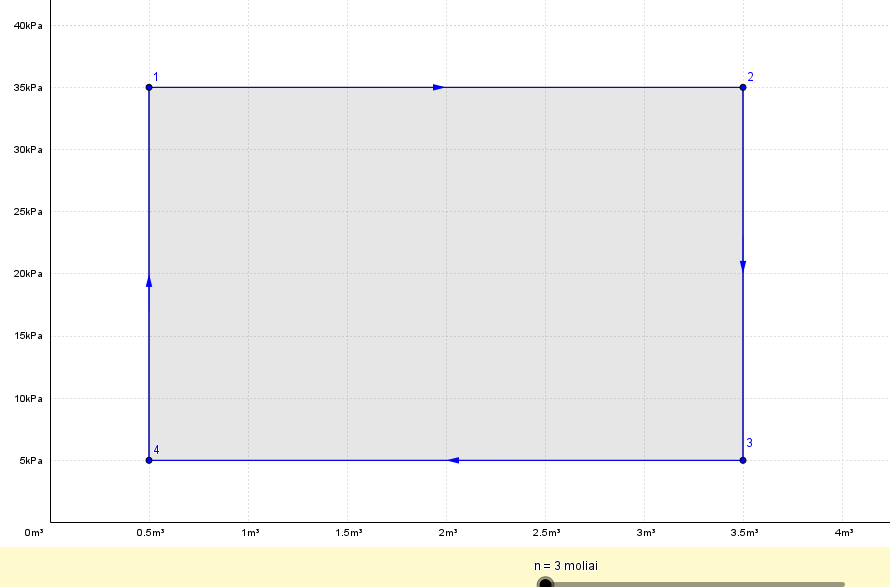 40kPa
1
2
35kPa
30kPa
25kPa
20kPa
15kPa
10kPa
4
3
5kPa
0m³ 0.5m³ 1m³ 1.5m³ 2m³ 2.5m³ 3m³ 3.5m³ 4m³
n = 3 moliai